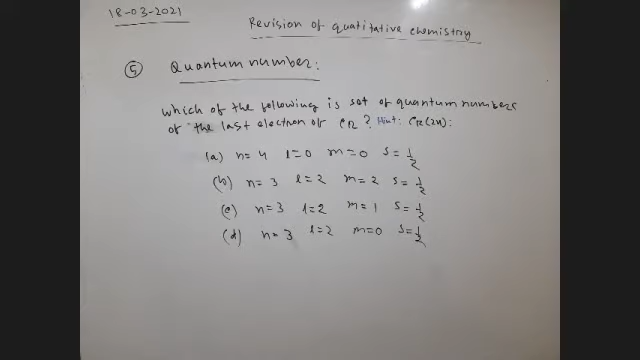 18-03-2021
Revision of quatitative chemistry
⑤ Quantum number:
which of the following is set of quantum numbers
of the last electron of Cr? Hint: Cr(24):
(a) n=4 l=0 m=0 s=1/2
(b) n=3 l=2 m=2 s=1/2
(c) n=3 l=2 m=1 s=1/2
(d) n=3 l=2 m=0 s=1/2